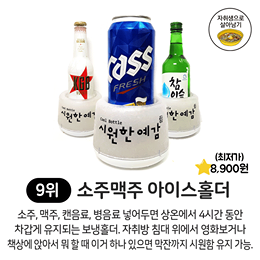 자취생으로
살아남기
cass
FRESH
참이슬
Cool Bottle
시원한예감
시원한예감
(최저가)
8,900원
9위 소주맥주 아이스홀더
소주, 맥주, 캔음료, 병음료 넣어두면 상온에서 4시간 동안
차갑게 유지되는 보냉홀더. 자취방 침대 위에서 영화보거나
책상에 앉아서 뭐 할 때 이거 하나 있으면 막잔까지 시원함 유지 가능.